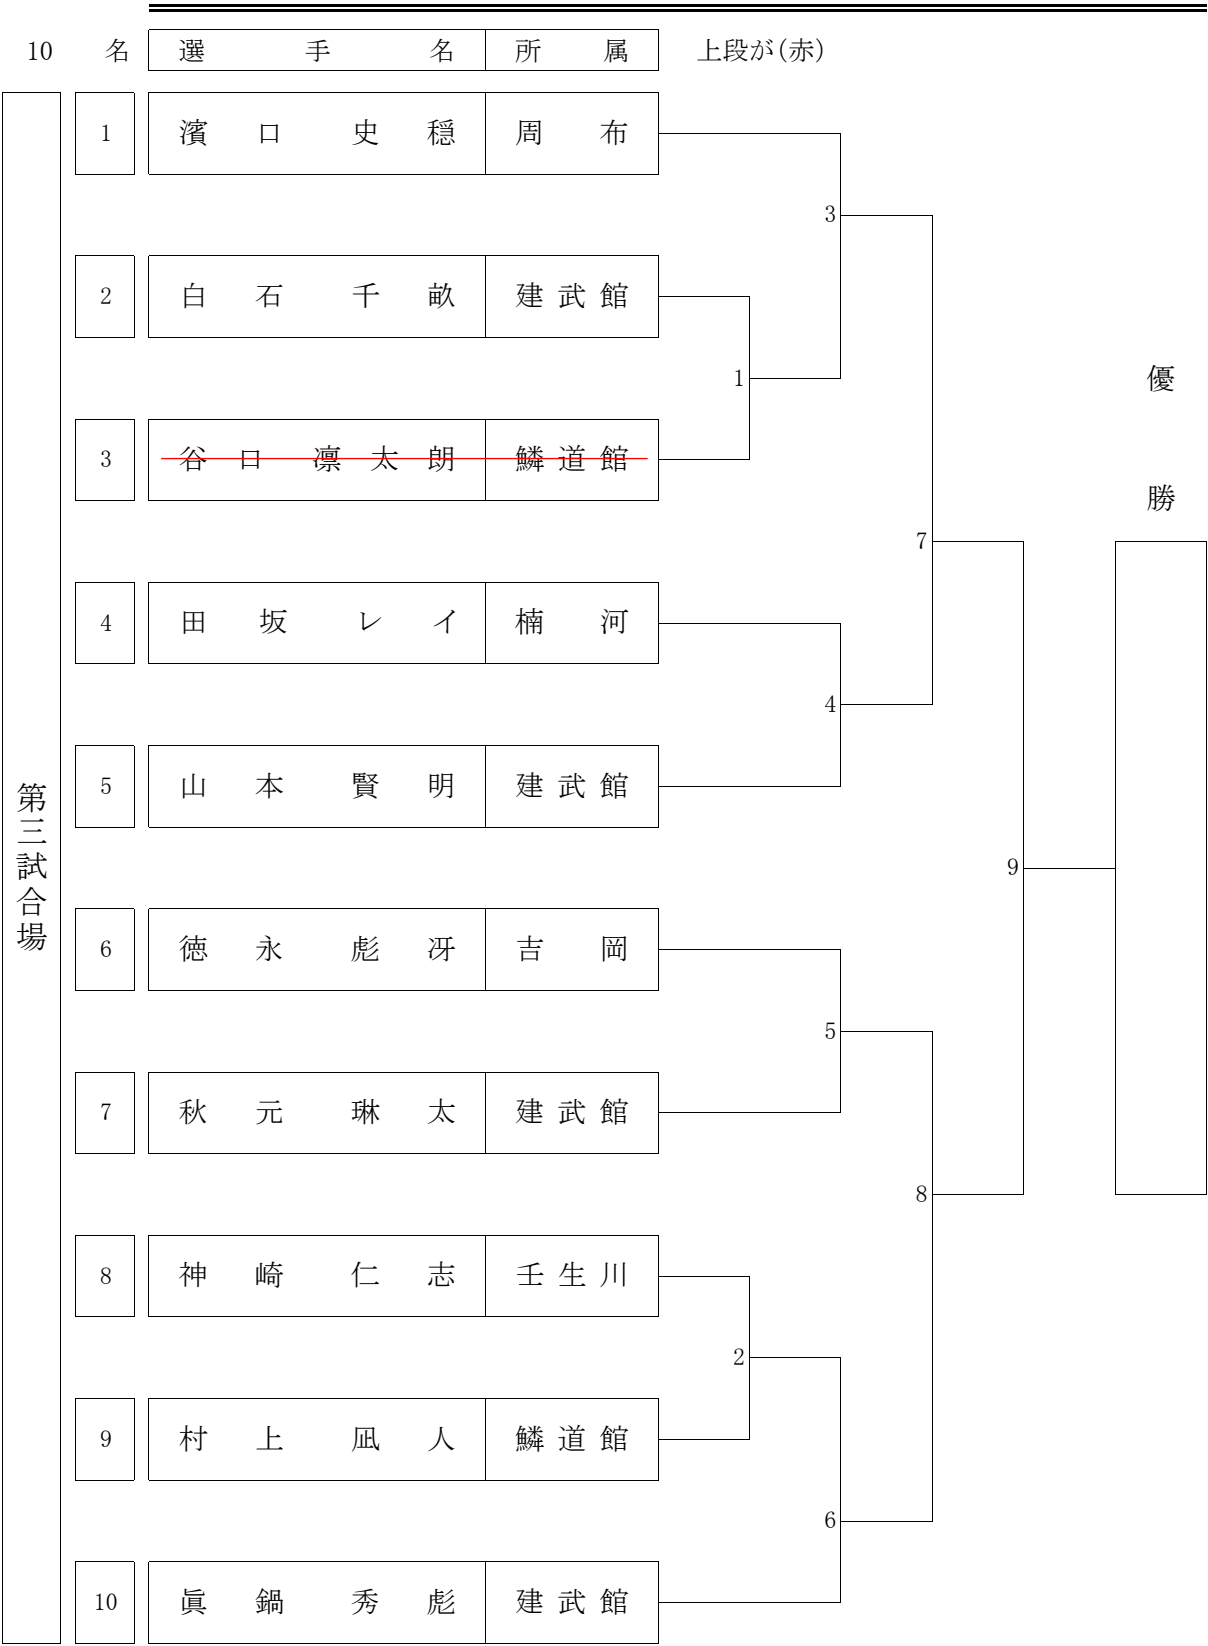 10 名 選手名 所属 上段が(赤)
1 濱口 史穏 周布
3
2 白石 千畝 建武館
1
優勝
3 谷口 凛太朗 鱗道館
7
4 田坂 レイ 楠河
4
5 山本 賢明 建武館
第三試合場
9
6 徳永 彪冴 吉岡
5
7 秋元 琳太 建武館
8
8 神崎 仁志 壬生川
2
9 村上 凪人 鱗道館
6
10 眞鍋 秀彪 建武館